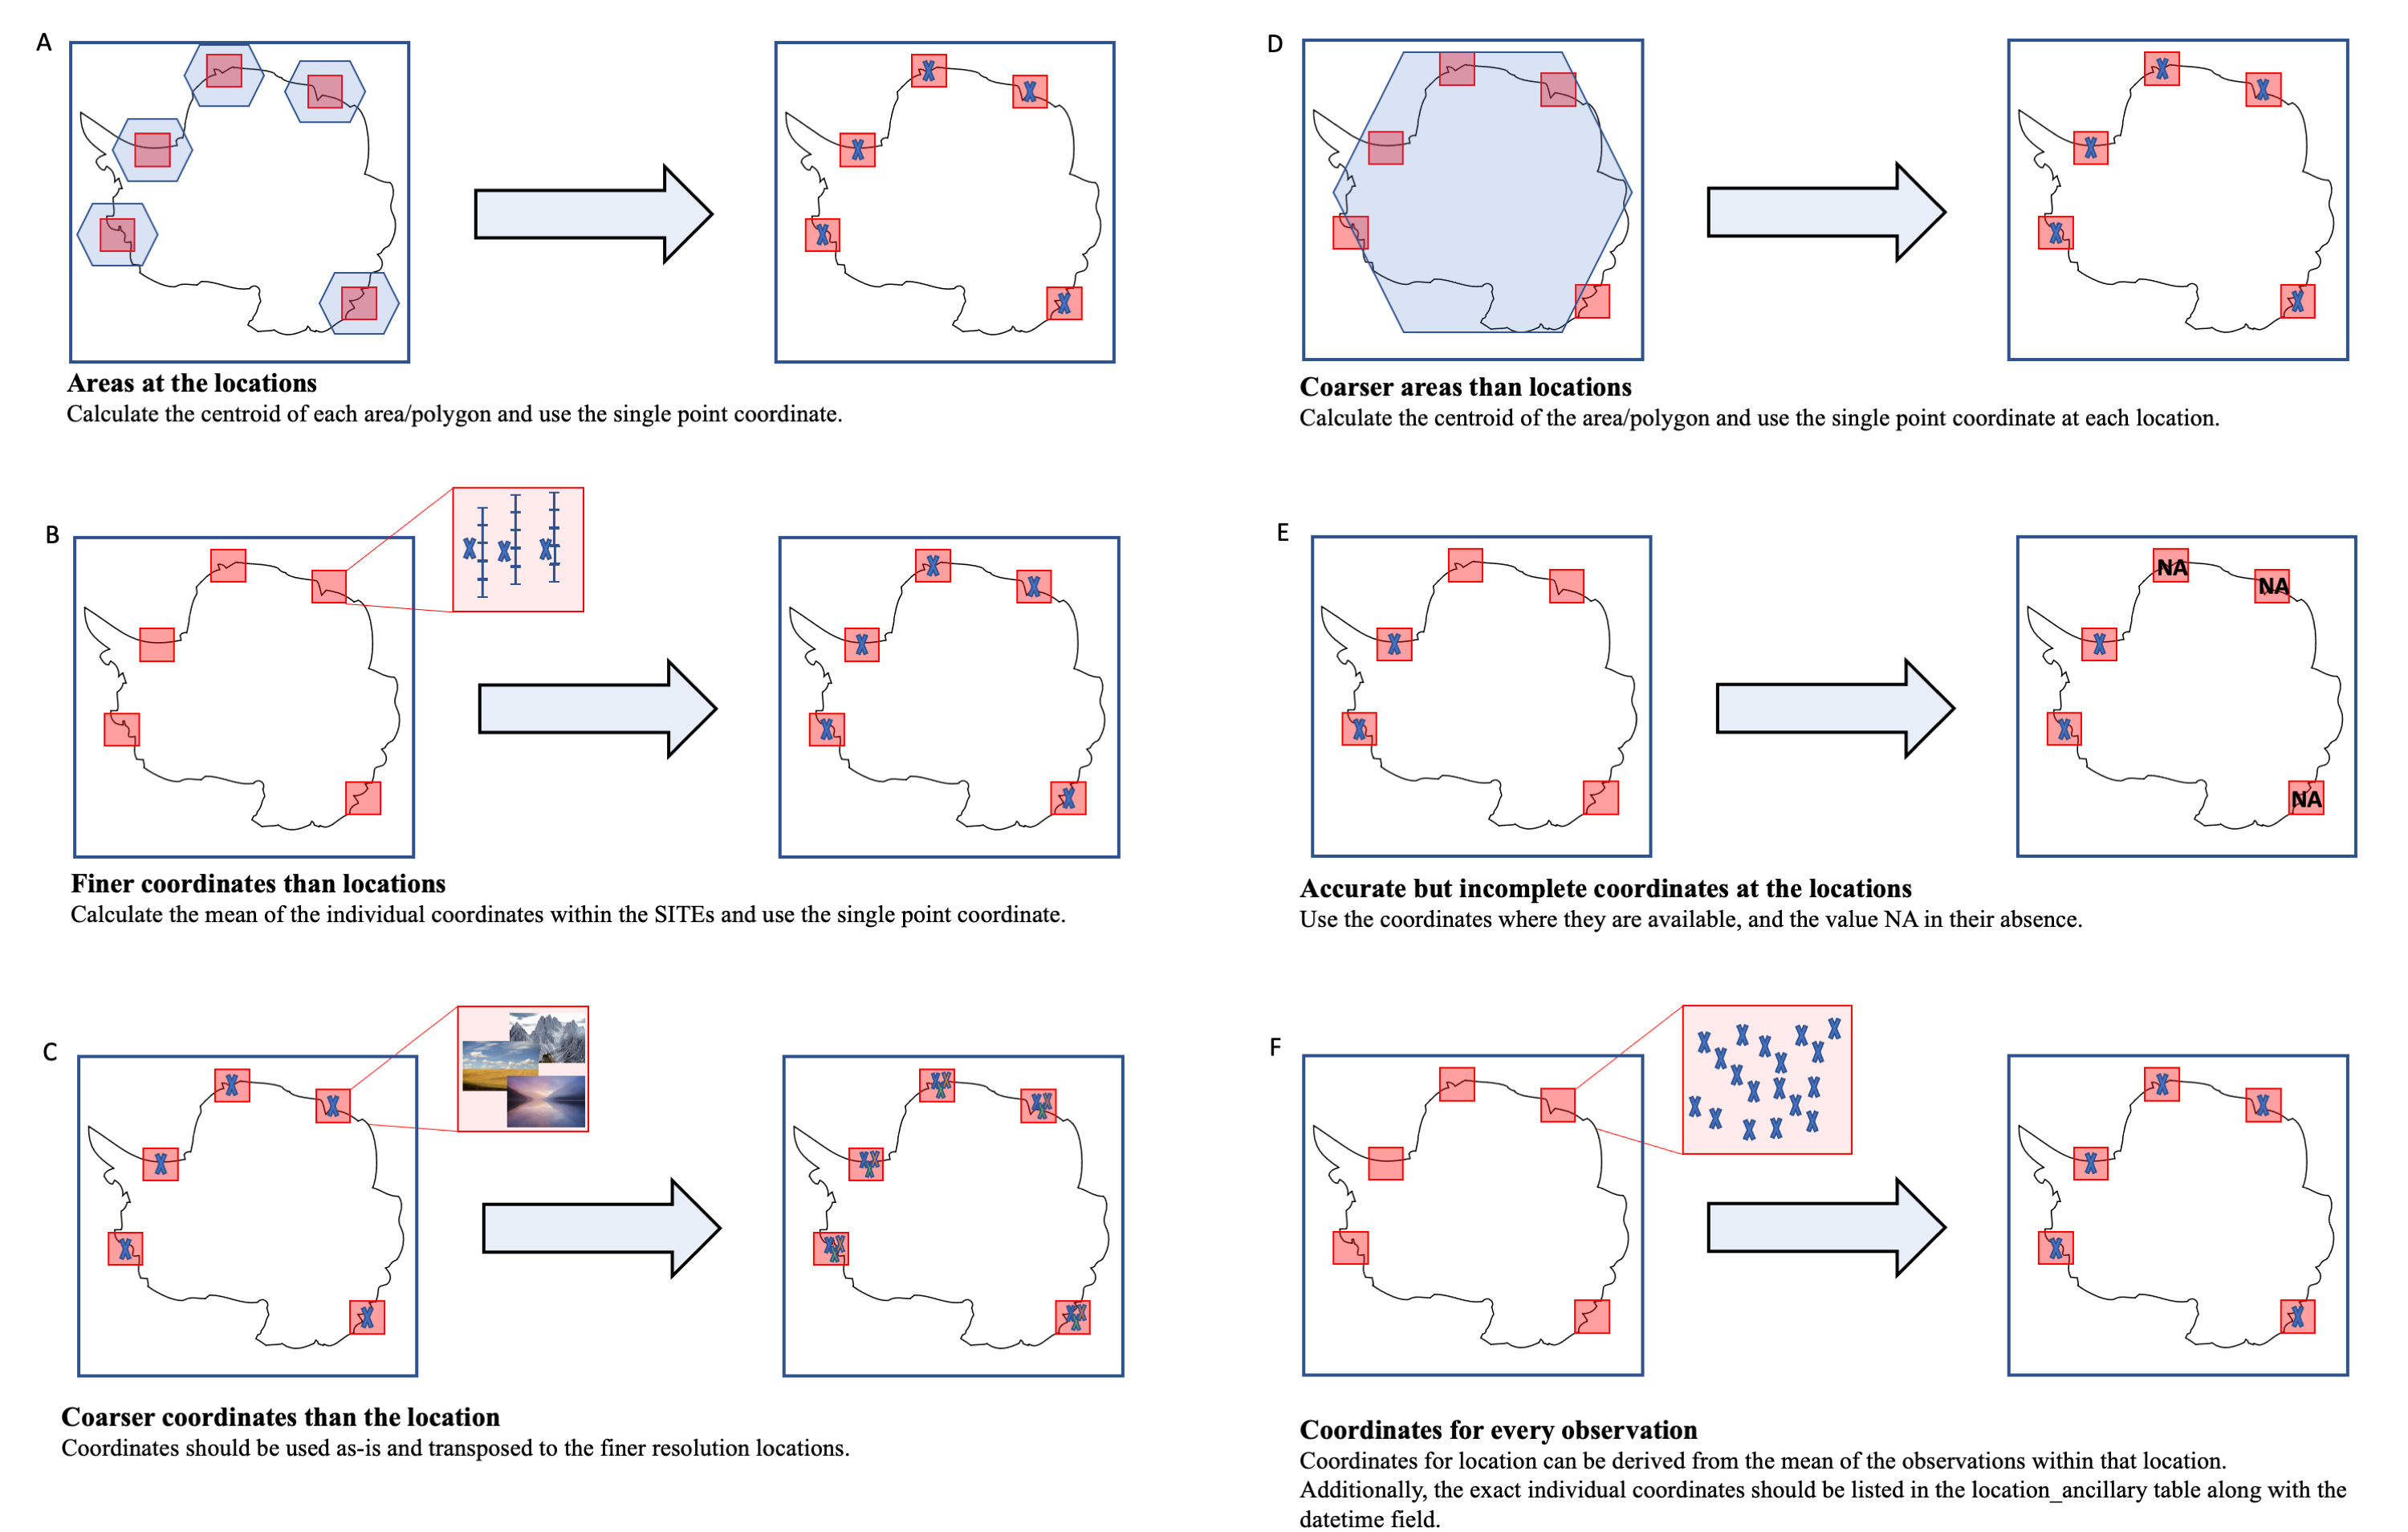 A
Areas at the locations
Calculate the centroid of each area/polygon and use the single point coordinate.
B
Finer coordinates than locations
Calculate the mean of the individual coordinates within the SITEs and use the single point coordinate.
C
Coarser coordinates than the location
Coordinates should be used as-is and transposed to the finer resolution locations.
D
Coarser areas than locations
Calculate the centroid of the area/polygon and use the single point coordinate at each location.
E
NA
NA
NA
Accurate but incomplete coordinates at the locations
Use the coordinates where they are available, and the value NA in their absence.
F
Coordinates for every observation
Coordinates for location can be derived from the mean of the observations within that location.
Additionally, the exact individual coordinates should be listed in the location_ancillary table along with the
datetime field.